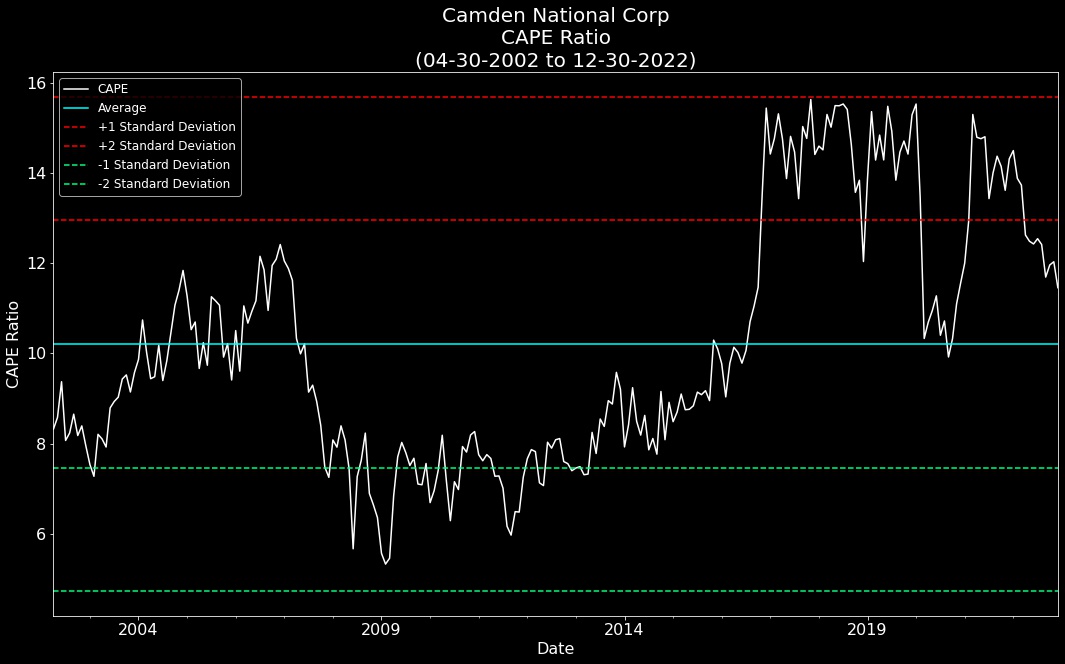 Camden National Corp
CAPE Ratio
(04-30-2002 to 12-30-2022)
CAPE
Average
+1 Standard Deviation
+2 Standard Deviation
-1 Standard Deviation
-2 Standard Deviation
CAPE Ratio
16
14
12
10
8
6
2004 2009 2014 2019
Date